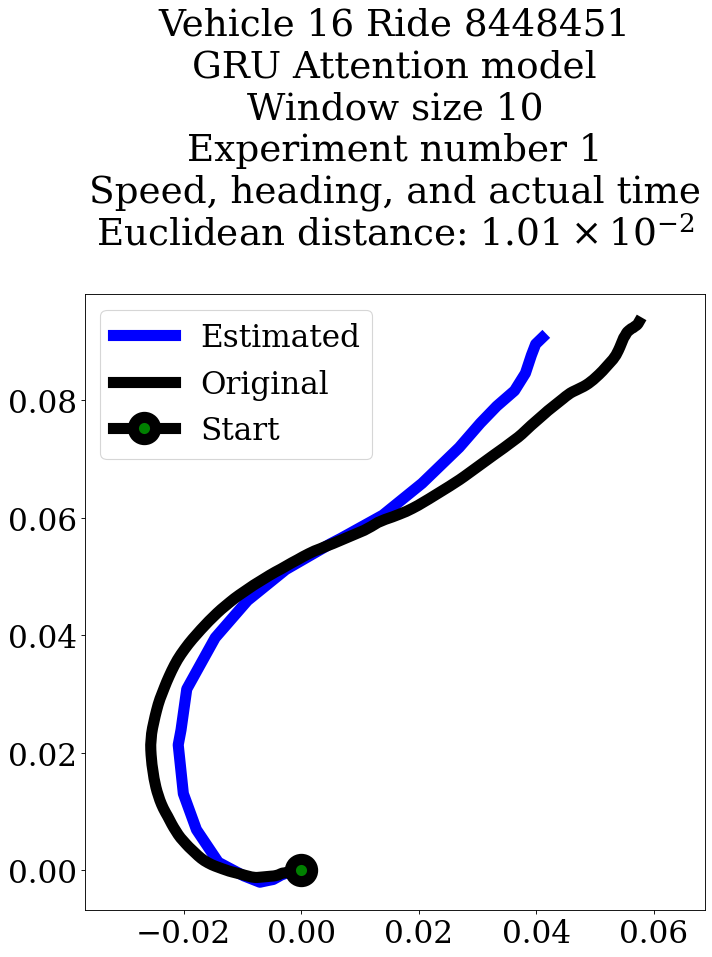 Vehicle 16 Ride 8448451
GRU Attention model
Window size 10
Experiment number 1
Speed, heading, and actual time
Euclidean distance: 1.01 × 10⁻²
Estimated
Original
Start
0.08
0.06
0.04
0.02
0.00
−0.02 0.00 0.02 0.04 0.06